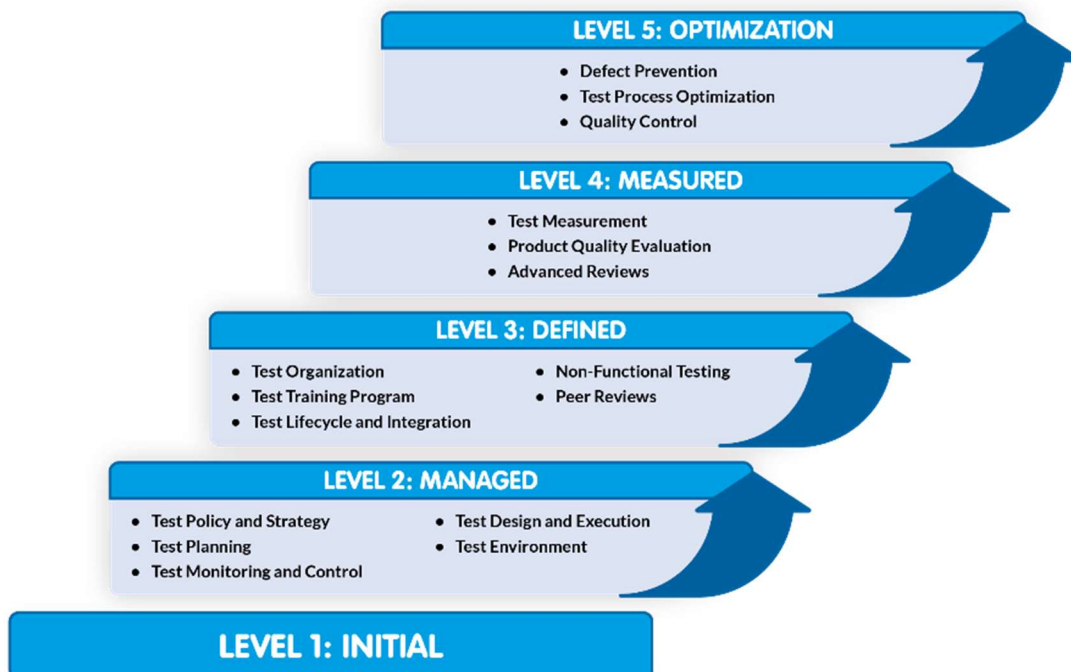 LEVEL 5: OPTIMIZATION
• Defect Prevention
• Test Process Optimization
• Quality Control
LEVEL 4: MEASURED
• Test Measurement
• Product Quality Evaluation
• Advanced Reviews
LEVEL 3: DEFINED
• Test Organization
• Test Training Program
• Test Lifecycle and Integration
• Non-Functional Testing
• Peer Reviews
LEVEL 2: MANAGED
• Test Policy and Strategy
• Test Planning
• Test Monitoring and Control
• Test Design and Execution
• Test Environment
LEVEL 1: INITIAL